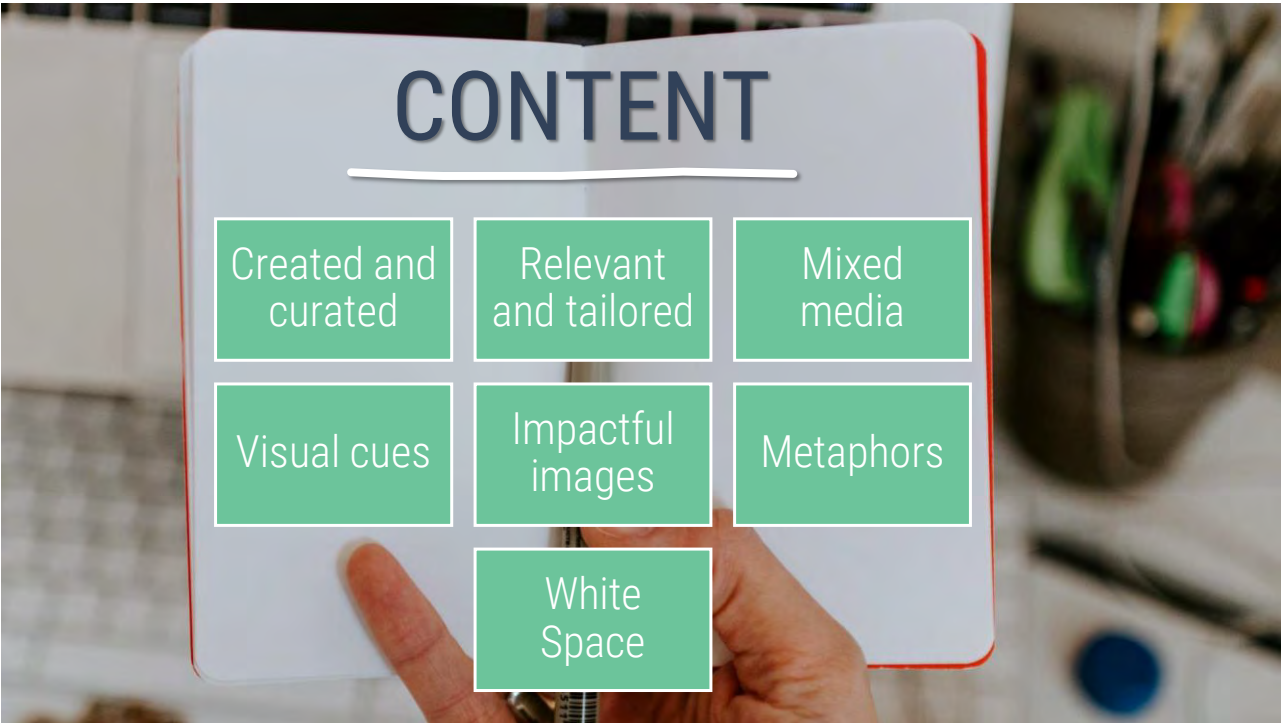 CONTENT
Created and
curated
Relevant
and tailored
Mixed
media
Visual cues
Impactful
images
Metaphors
White
Space